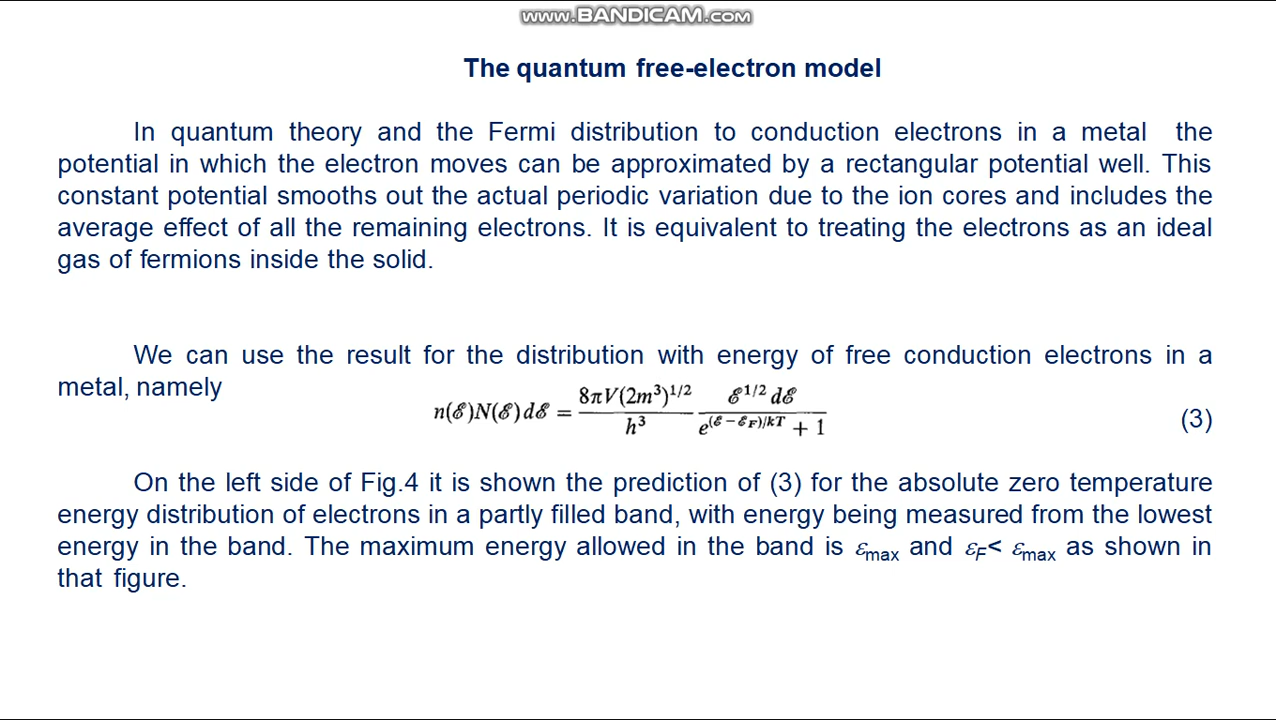 www.BANDICAM.com
The quantum free-electron model
In quantum theory and the Fermi distribution to conduction electrons in a metal the
potential in which the electron moves can be approximated by a rectangular potential well. This
constant potential smooths out the actual periodic variation due to the ion cores and includes the
average effect of all the remaining electrons. It is equivalent to treating the electrons as an ideal
gas of fermions inside the solid.
We can use the result for the distribution with energy of free conduction electrons in a
metal, namely
n(ℰ)N(ℰ) dℰ = 8πV(2m³)^1/2 / h³ · ℰ^1/2 dℰ / (e^(ℰ − ℰ_F)/kT + 1) (3)
On the left side of Fig.4 it is shown the prediction of (3) for the absolute zero temperature
energy distribution of electrons in a partly filled band, with energy being measured from the lowest
energy in the band. The maximum energy allowed in the band is ℰmax and ℰF< ℰmax as shown in
that figure.